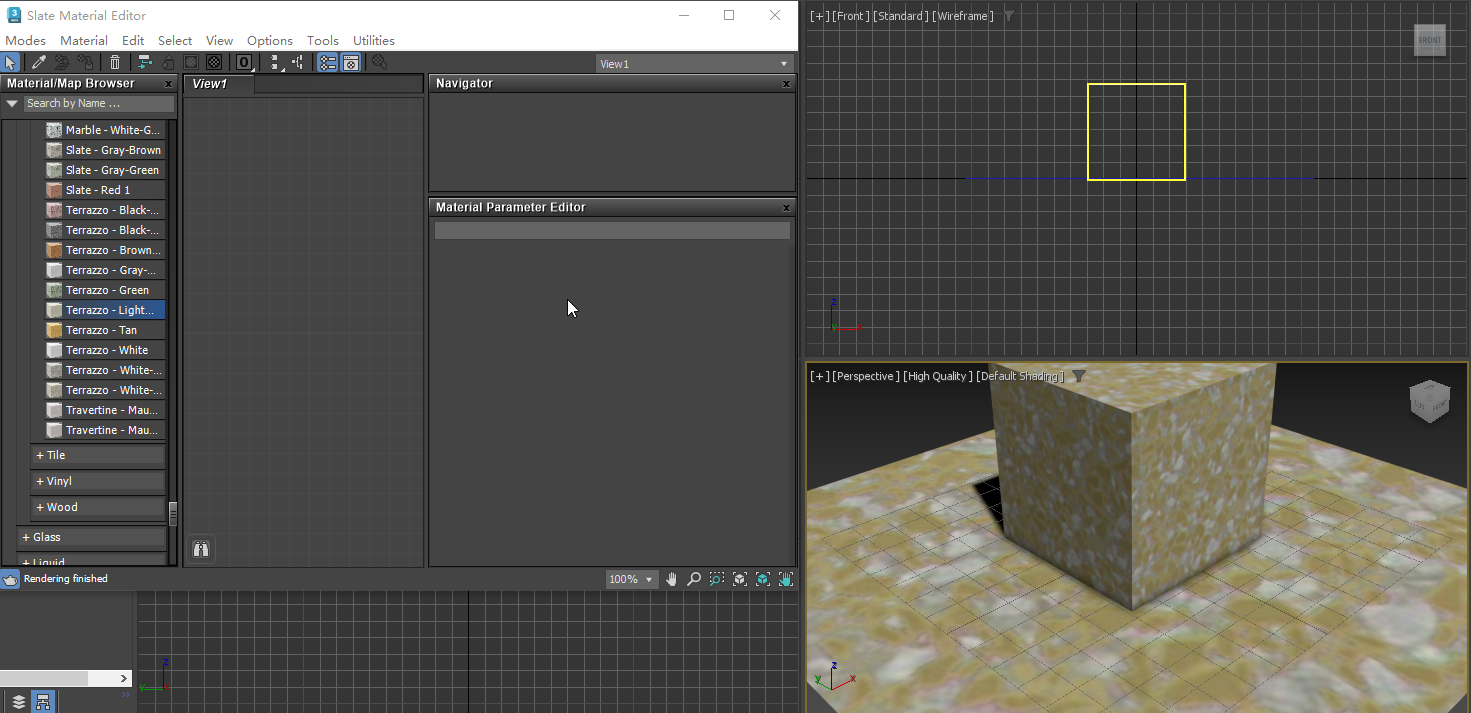 Slate Material Editor
Modes Material Edit Select View Options Tools Utilities
0
View1
Material/Map Browser x
Search by Name ...
Marble - White-G...
Slate - Gray-Brown
Slate - Gray-Green
Slate - Red 1
Terrazzo - Black-...
Terrazzo - Black-...
Terrazzo - Brown...
Terrazzo - Gray-...
Terrazzo - Green
Terrazzo - Light...
Terrazzo - Tan
Terrazzo - White
Terrazzo - White-...
Terrazzo - White-...
Travertine - Mau...
Travertine - Mau...
+ Tile
+ Vinyl
+ Wood
+ Glass
+ Liquid
View1
Navigator x
Material Parameter Editor x
Rendering finished
100%
z
y x
[+] [Front] [Standard] [Wireframe]
FRONT
z
y x
[+] [Perspective] [High Quality] [Default Shading]
z
y x